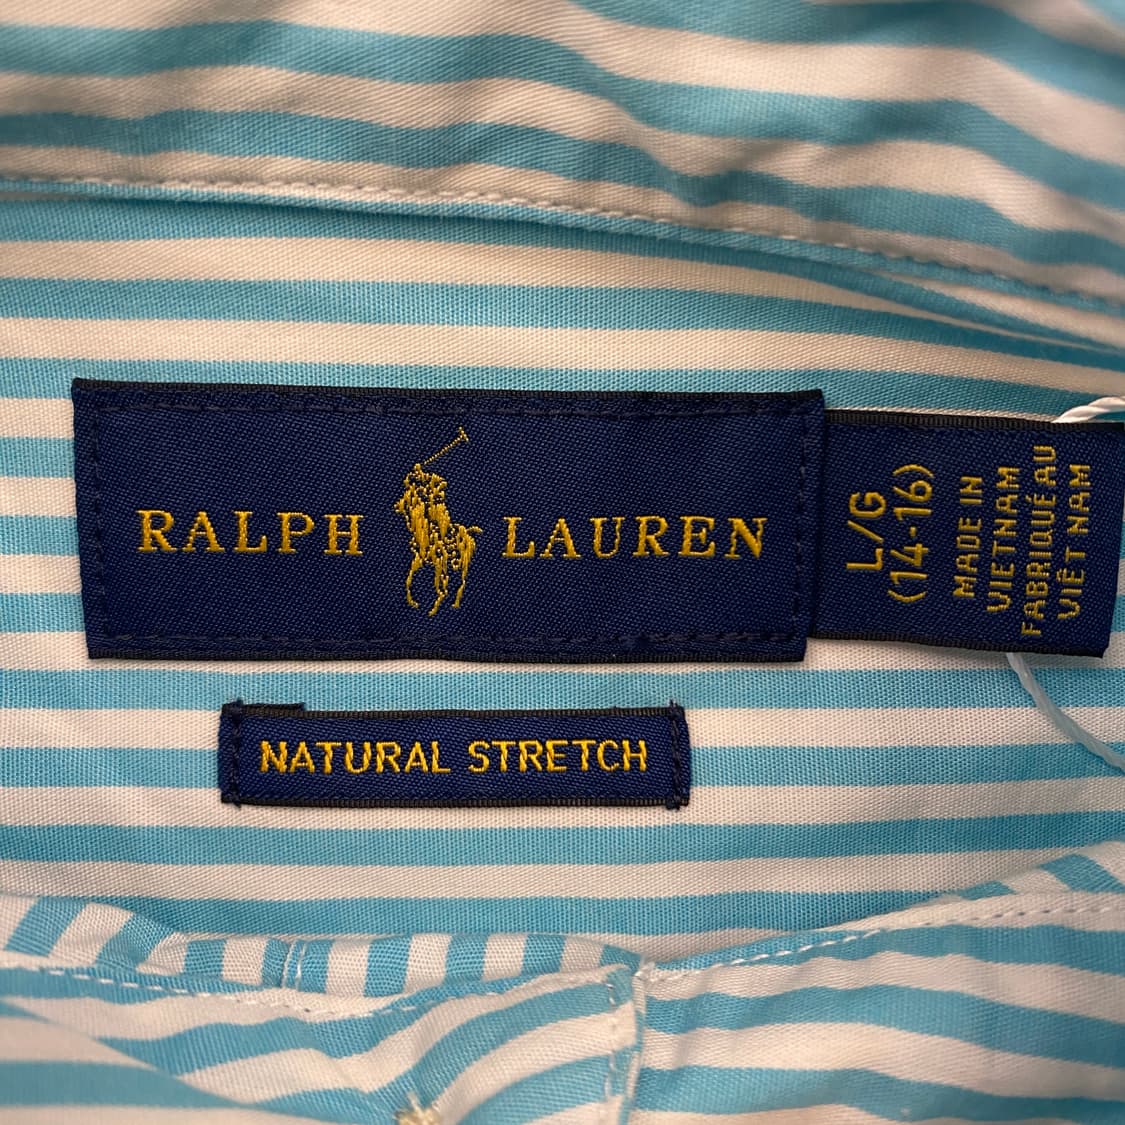 RALPH LAUREN
L/G
(14-16)
MADE IN
VIETNAM
FABRIQUÉ AU
VIÊT NAM
NATURAL STRETCH